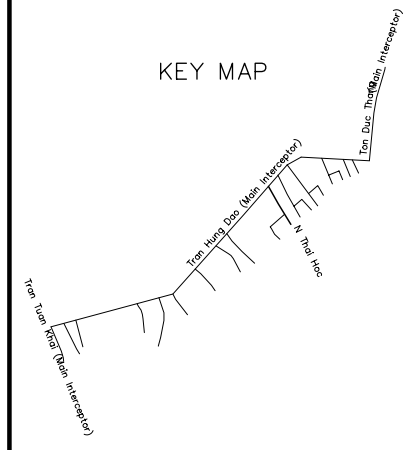 KEY MAP
Ton Duc Thang (Main Interceptor)
Tran Hung Dao (Main Interceptor)
N Thai Hoc
Tran Tuan Khai (Main Interceptor)